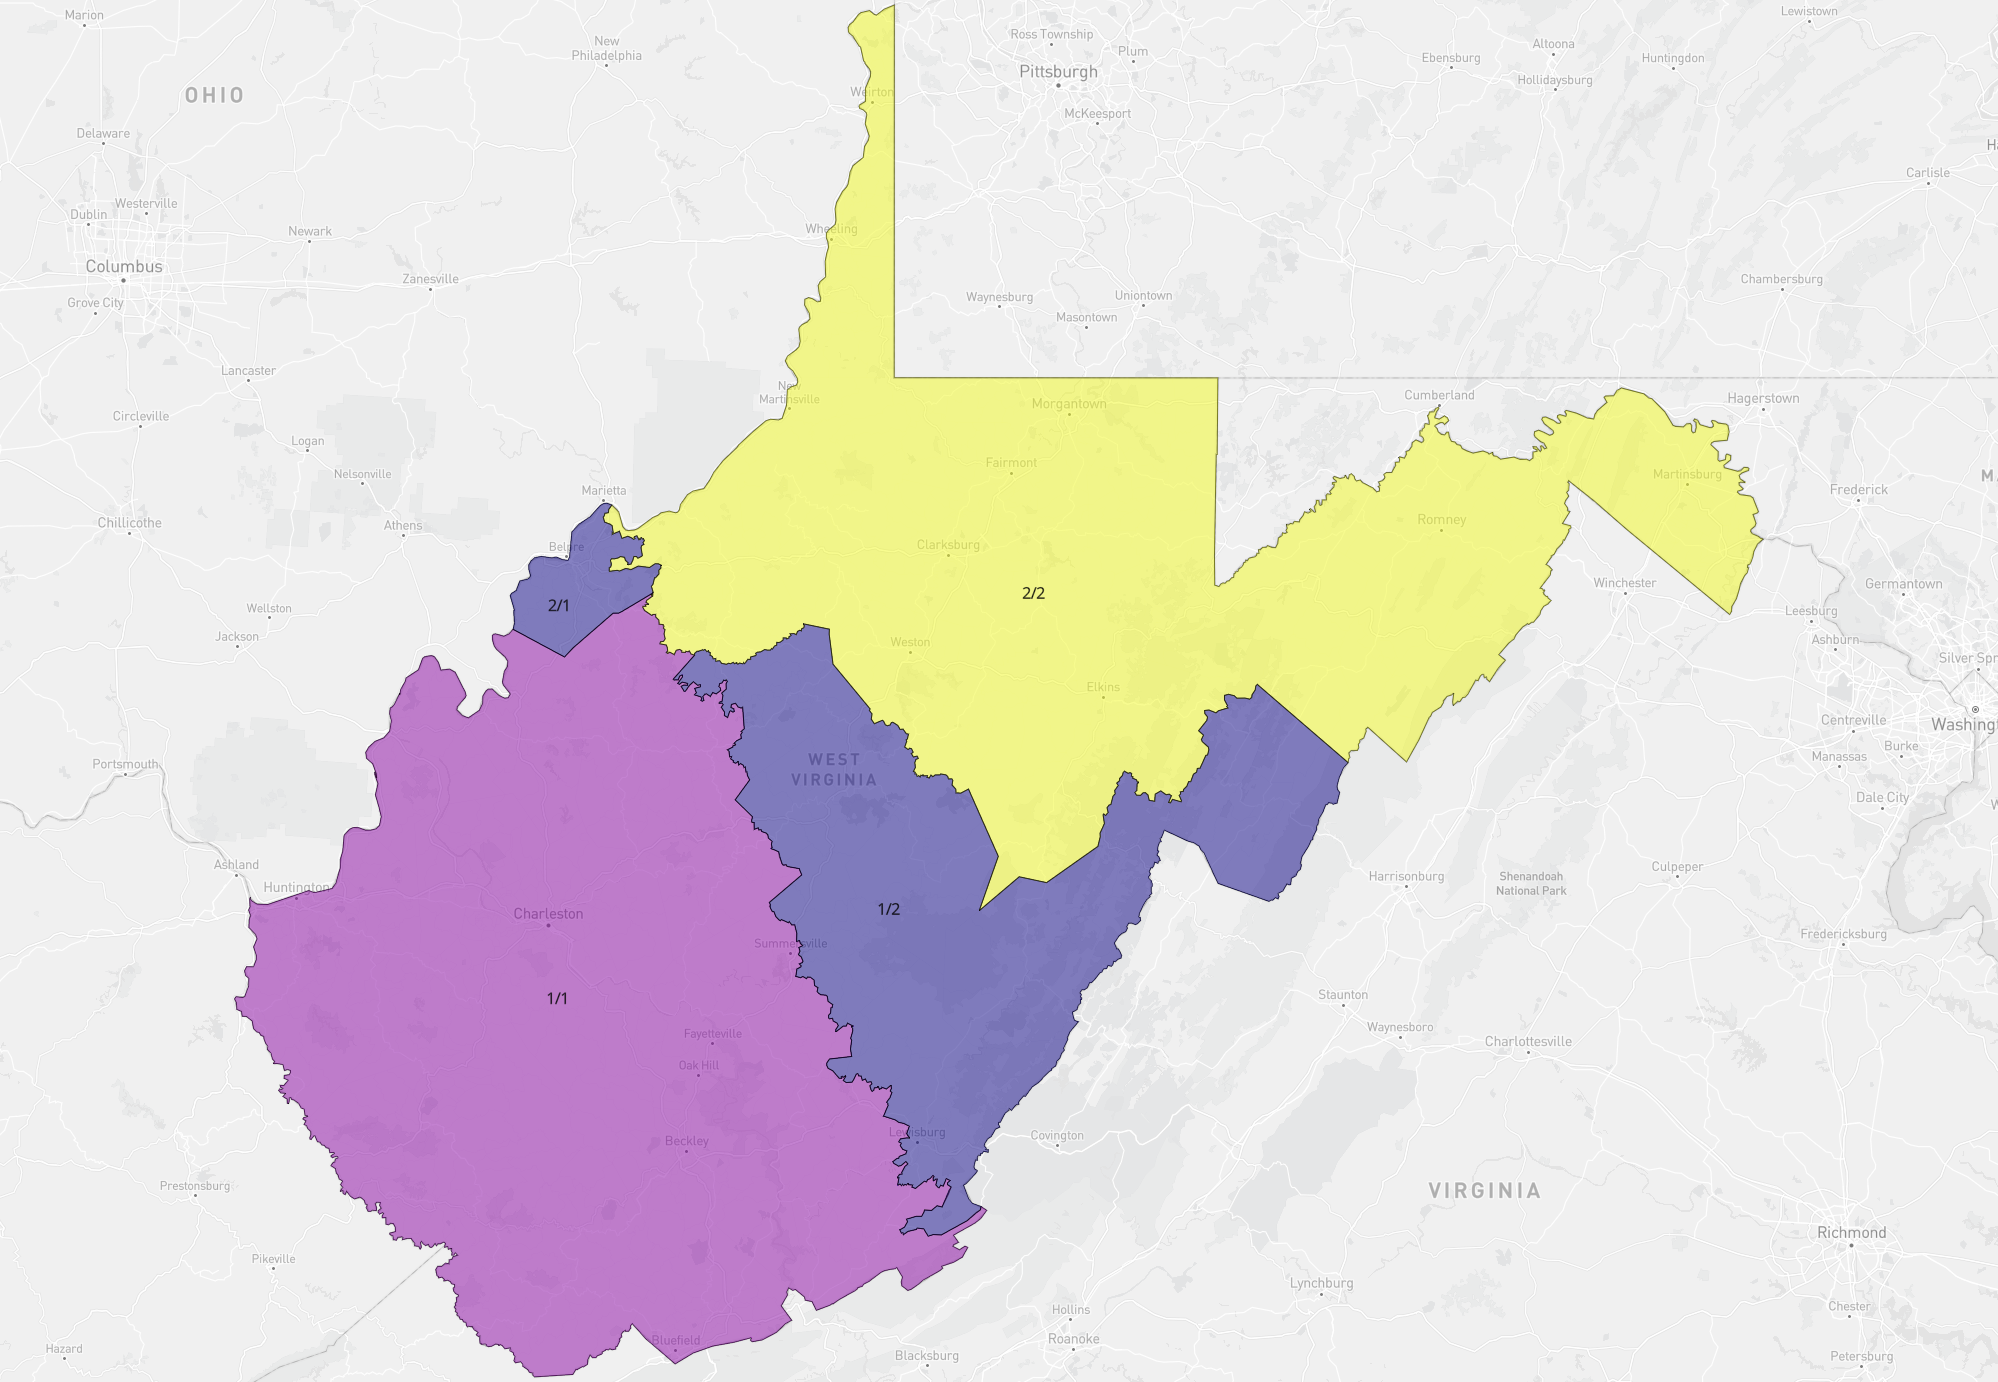 Marion
New
Philadelphia
Ross Township
Plum
Pittsburgh
Ebensburg
Altoona
Hollidaysburg
Huntingdon
Lewistown
OHIO
Weirton
McKeesport
Delaware
Carlisle
Dublin
Westerville
Newark
Wheeling
Columbus
Zanesville
Grove City
Waynesburg
Uniontown
Masontown
Chambersburg
Lancaster
New
Martinsville
Morgantown
Cumberland
Hagerstown
Circleville
Logan
Nelsonville
Fairmont
Martinsburg
Marietta
Frederick
Chillicothe
Athens
Romney
Belpre
Clarksburg
Winchester
Germantown
2/1
2/2
Wellston
Jackson
Weston
Leesburg
Ashburn
Silver Spr
Elkins
Centreville
Washingt
Portsmouth
WEST
VIRGINIA
Burke
Manassas
Dale City
Ashland
Huntington
Harrisonburg
Shenandoah
National Park
Culpeper
Charleston
1/2
Summersville
Fredericksburg
1/1
Staunton
Fayetteville
Waynesboro
Charlottesville
Oak Hill
Beckley
Lewisburg
Covington
Prestonsburg
VIRGINIA
Pikeville
Richmond
Lynchburg
Hollins
Chester
Hazard
Bluefield
Roanoke
Blacksburg
Petersburg